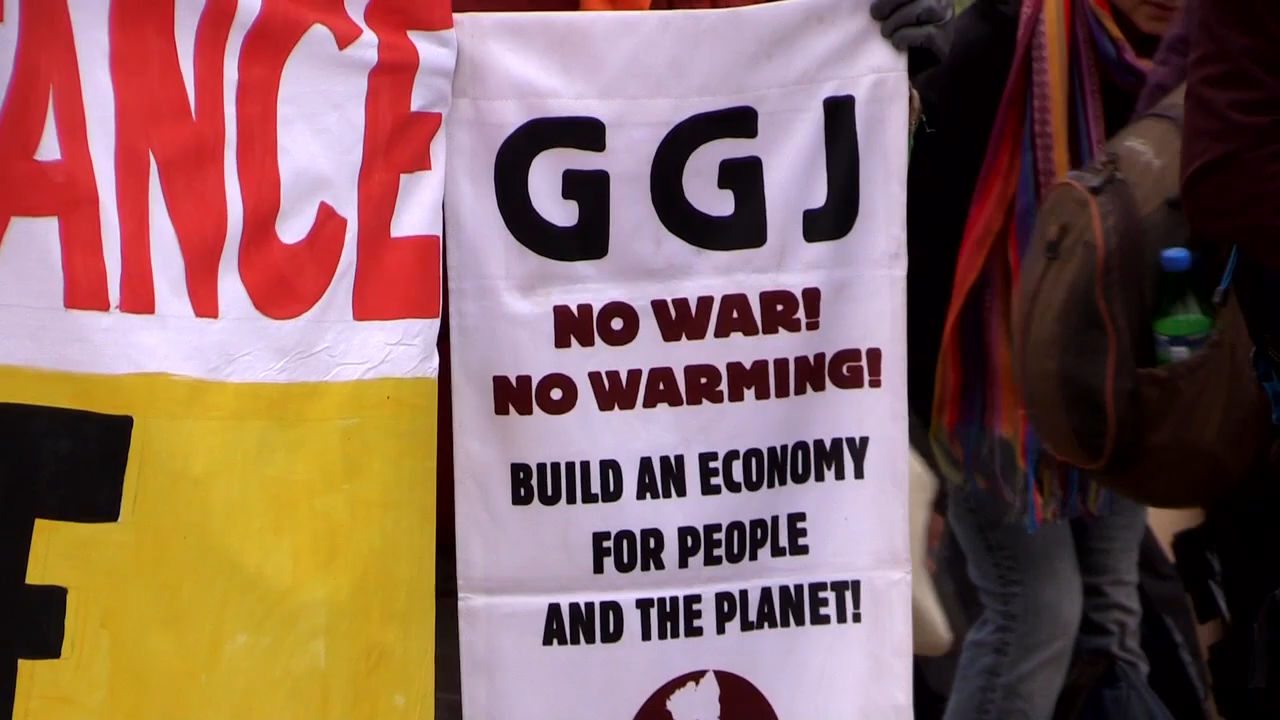 ANCE
GGJ
NO WAR!
NO WARMING!
BUILD AN ECONOMY
FOR PEOPLE
AND THE PLANET!